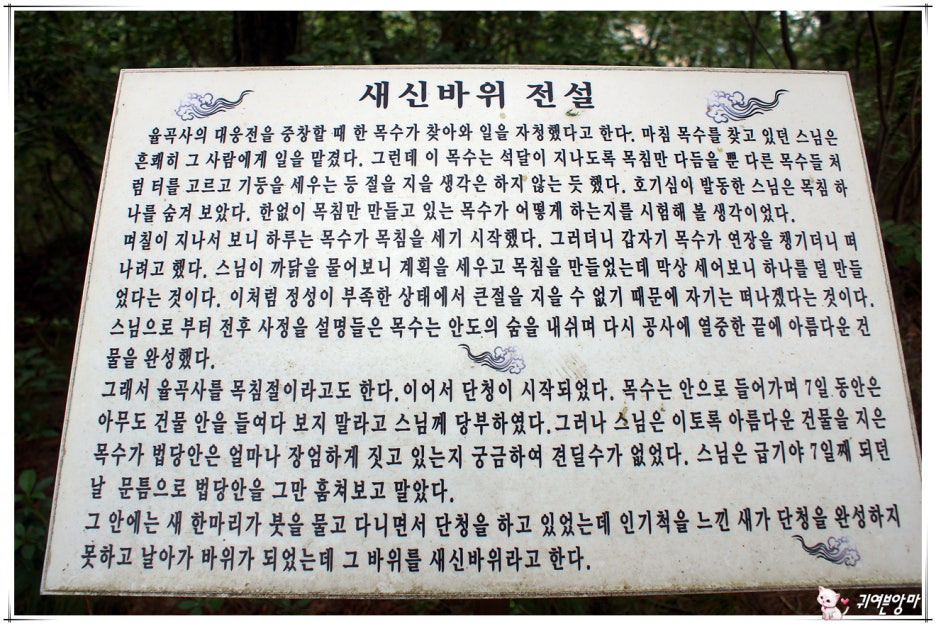 새신바위 전설
율곡사의 대웅전을 중창할 때 한 목수가 찾아와 일을 자청했다고 한다. 마침 목수를 찾고 있던 스님은
흔쾌히 그 사람에게 일을 맡겼다. 그런데 이 목수는 석달이 지나도록 목침만 다듬을 뿐 다른 목수들 처
럼 터를 고르고 기둥을 세우는 등 절을 지을 생각은 하지 않는 듯 했다. 호기심이 발동한 스님은 목침 하
나를 숨겨 보았다. 한없이 목침만 만들고 있는 목수가 어떻게 하는지를 시험해 볼 생각이었다.
며칠이 지나서 보니 하루는 목수가 목침을 세기 시작했다. 그러더니 갑자기 목수가 연장을 챙기더니 떠
나려고 했다. 스님이 까닭을 물어보니 계획을 세우고 목침을 만들었는데 막상 세어보니 하나를 덜 만들
었다는 것이다. 이처럼 정성이 부족한 상태에서 큰절을 지을 수 없기 때문에 자기는 떠나겠다는 것이다.
스님으로 부터 전후 사정을 설명들은 목수는 안도의 숨을 내쉬며 다시 공사에 열중한 끝에 아름다운 건
물을 완성했다.
그래서 율곡사를 목침절이라고도 한다. 이어서 단청이 시작되었다. 목수는 안으로 들어가며 7일 동안은
아무도 건물 안을 들여다 보지 말라고 스님께 당부하였다.그러나 스님은 이토록 아름다운 건물을 지은
목수가 법당안은 얼마나 장엄하게 짓고 있는지 궁금하여 견딜수가 없었다. 스님은 급기야 7일째 되던
날 문틈으로 법당안을 그만 훔쳐보고 말았다.
그 안에는 새 한마리가 붓을 물고 다니면서 단청을 하고 있었는데 인기척을 느낀 새가 단청을 완성하지
못하고 날아가 바위가 되었는데 그 바위를 새신바위라고 한다.
귀여븐앙마